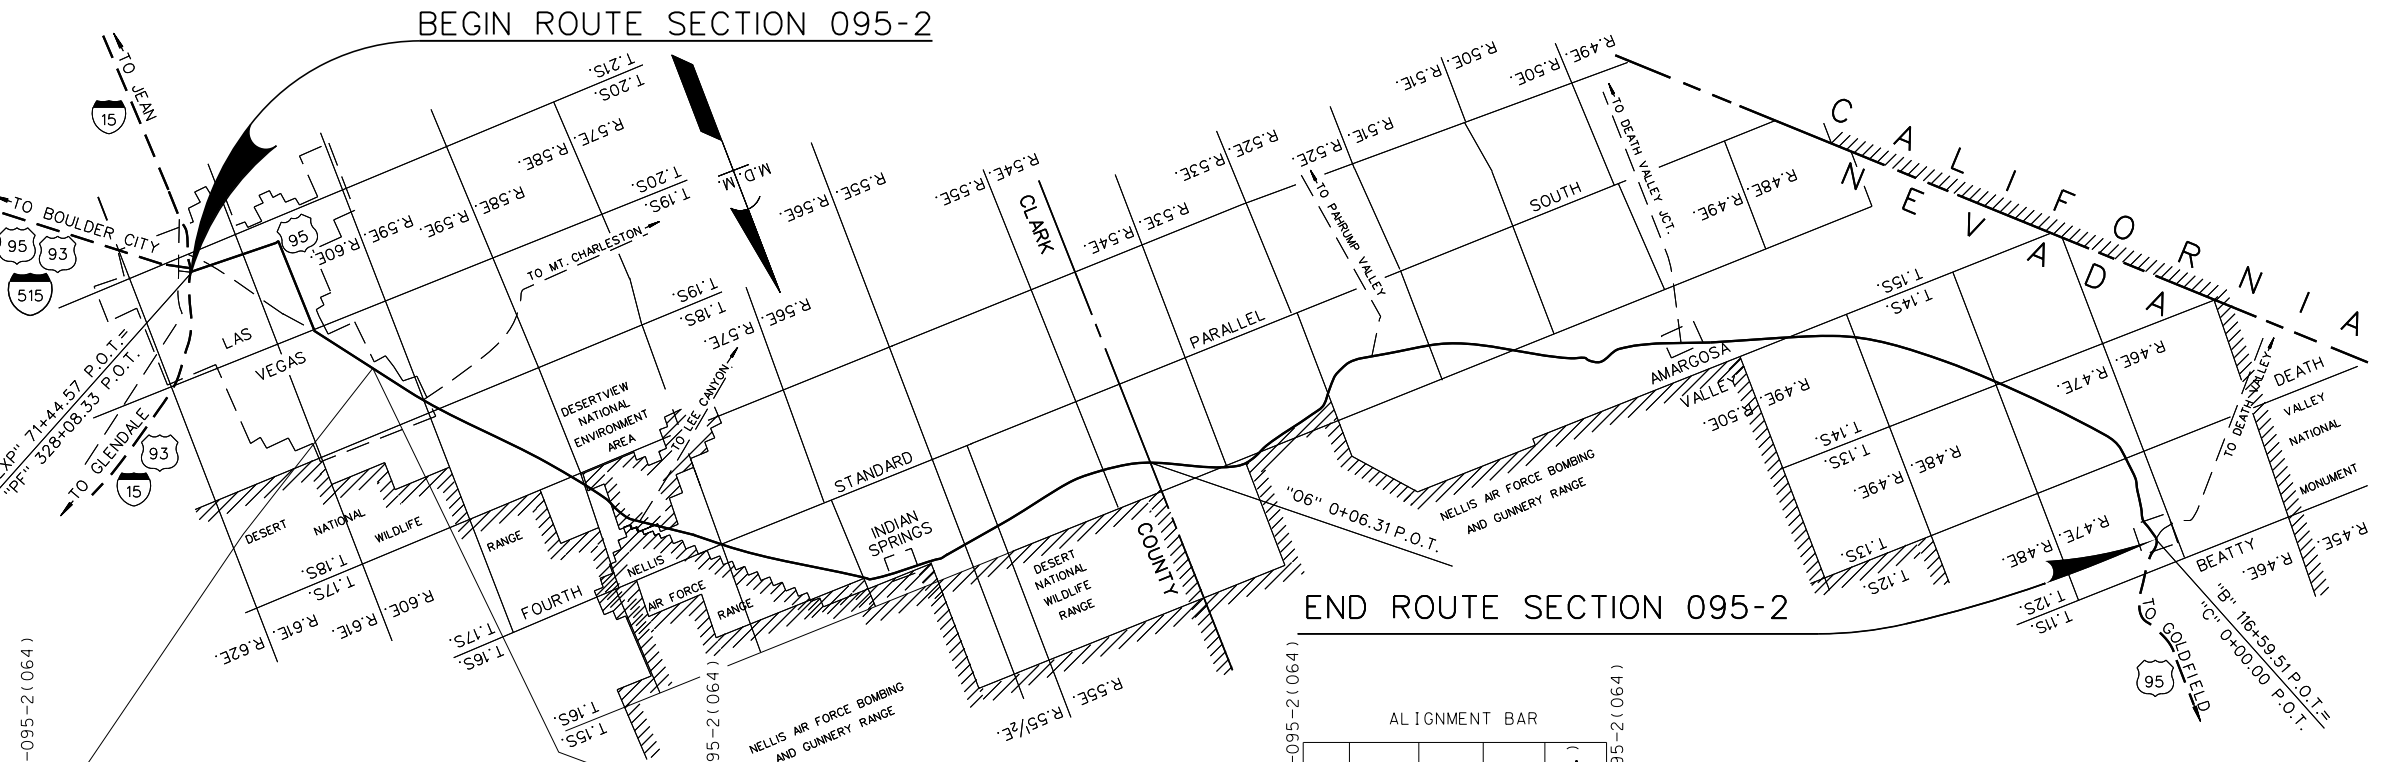 BEGIN ROUTE SECTION 095-2
TO JEAN
15
TO BOULDER CITY
95
93
515
95
LAS
VEGAS
"PF" 328+08.33 P.O.T.
71+44.57 P.O.T.=
TO GLENDALE
93
15
T.21S.
T.20S.
R.57E.
R.58E.
T.20S.
T.19S.
R.58E.
R.59E.
R.59E.
R.60E.
TO MT. CHARLESTON
M.D.M.
T.19S.
T.18S.
R.55E.
R.56E.
R.56E.
R.57E.
DESERTVIEW
NATIONAL
ENVIRONMENT
AREA
TO LEE CANYON
DESERT
NATIONAL
WILDLIFE
RANGE
T.18S.
T.17S.
R.60E.
R.61E.
R.61E.
R.62E.
T.17S.
T.16S.
FOURTH
STANDARD
PARALLEL
SOUTH
NELLIS
AIR FORCE
RANGE
T.16S.
T.15S.
NELLIS AIR FORCE BOMBING
AND GUNNERY RANGE
INDIAN
SPRINGS
CLARK
COUNTY
R.54E.
R.55E.
R.53E.
R.54E.
R.52E.
R.53E.
R.51E.
R.52E.
R.50E.
R.51E.
R.49E.
R.50E.
DESERT
NATIONAL
WILDLIFE
RANGE
R.55E.
R.55½E.
"06" 0+06.31 P.O.T.
TO PAHRUMP VALLEY
TO DEATH VALLEY JCT.
R.48E.
R.49E.
NELLIS AIR FORCE BOMBING
AND GUNNERY RANGE
AMARGOSA
VALLEY
R.49E.
R.50E.
CALIFORNIA
NEVADA
T.15S.
T.14S.
R.46E.
R.47E.
T.14S.
T.13S.
R.48E.
R.49E.
T.13S.
T.12S.
R.47E.
R.48E.
T.12S.
T.11S.
TO DEATH VALLEY
DEATH
VALLEY
NATIONAL
MONUMENT
R.45E.
R.46E.
BEATTY
"B" 116+59.51 P.O.T.=
"C" 0+00.00 P.O.T.
TO GOLDFIELD
95
END ROUTE SECTION 095-2
ALIGNMENT BAR
-095-2(064)
95-2(064)
-095-2(064)
95-2(064)